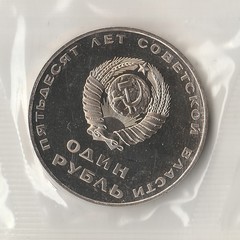 ПЯТЬДЕСЯТ ЛЕТ СОВЕТСКОЙ ВЛАСТИ
ОДИН
РУБЛЬ